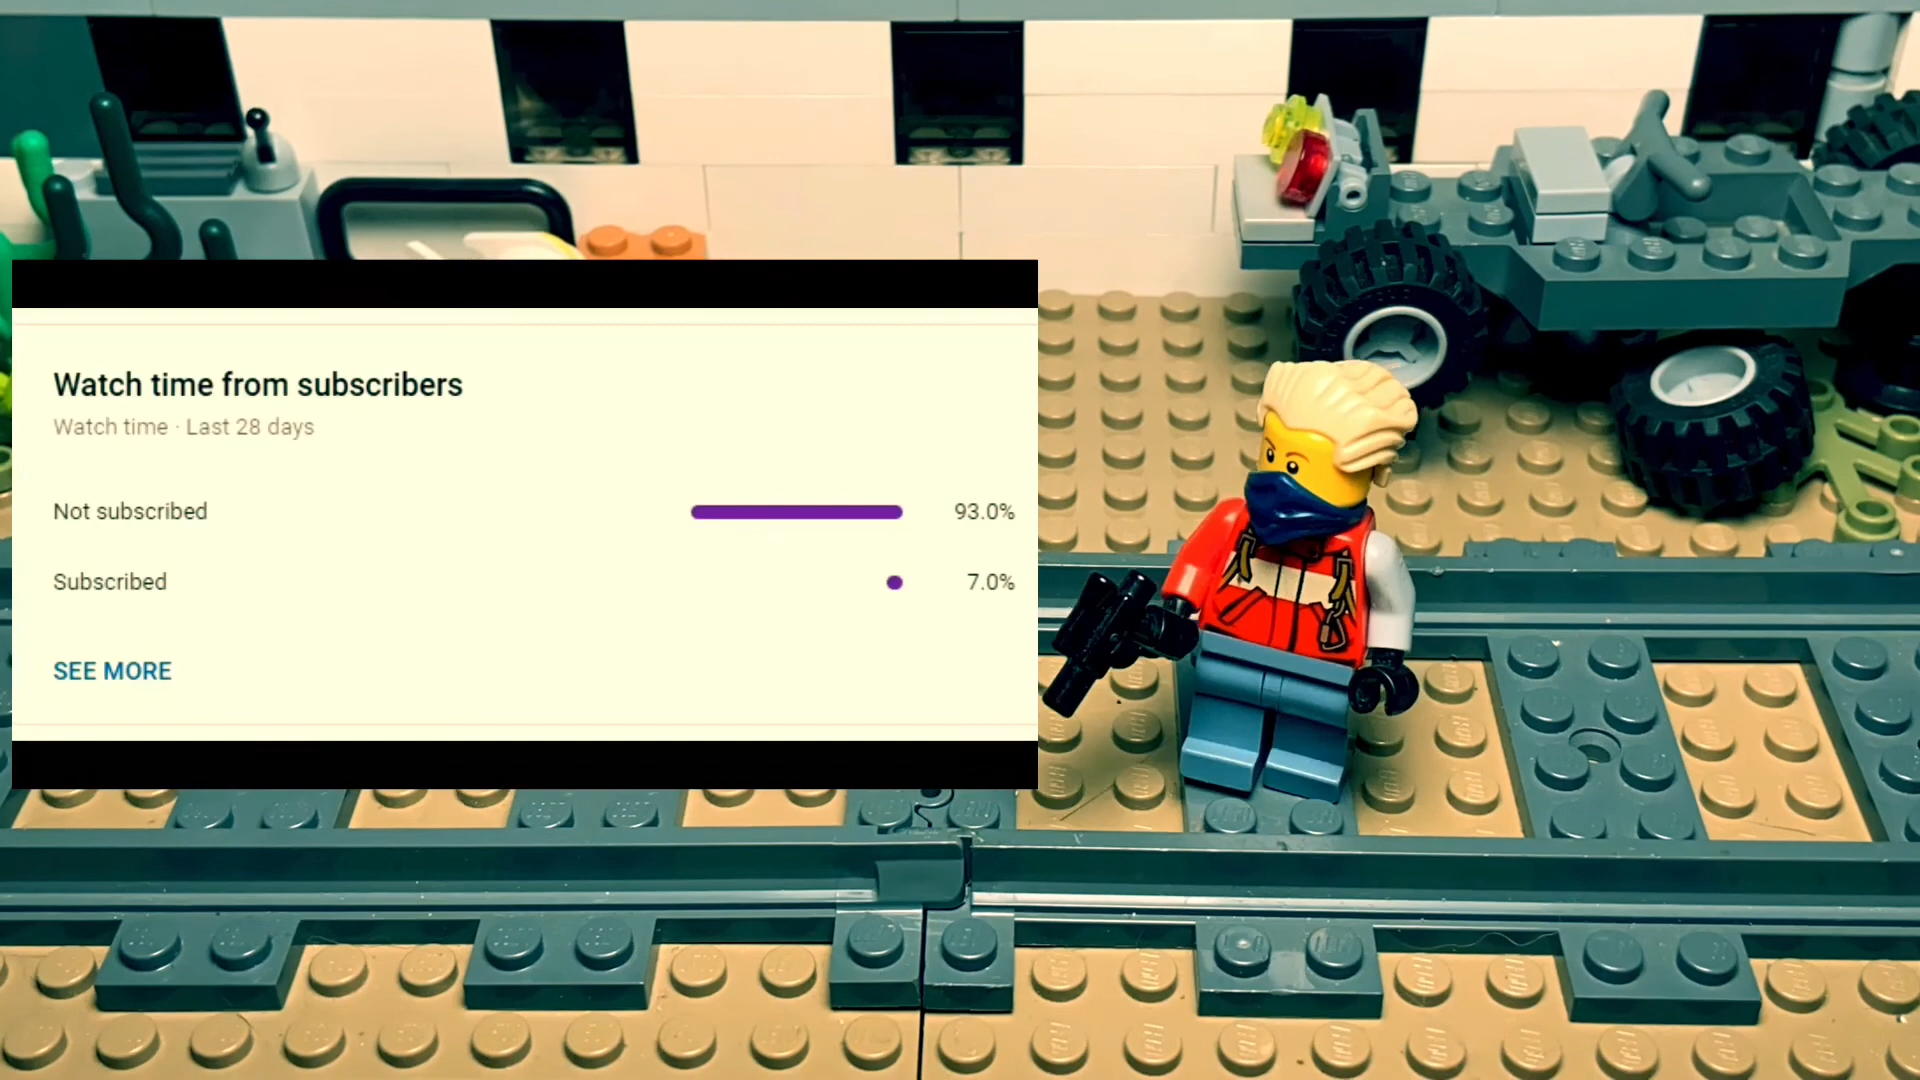 Watch time from subscribers
Watch time · Last 28 days
Not subscribed 93.0%
Subscribed 7.0%
SEE MORE